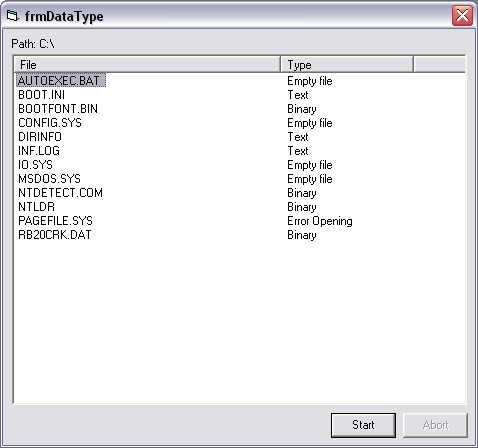 frmDataType
Path: C:\
File Type
AUTOEXEC.BAT Empty file
BOOT.INI Text
BOOTFONT.BIN Binary
CONFIG.SYS Empty file
DIRINFO Text
INF.LOG Text
IO.SYS Empty file
MSDOS.SYS Empty file
NTDETECT.COM Binary
NTLDR Binary
PAGEFILE.SYS Error Opening
RB20CRK.DAT Binary
Start Abort